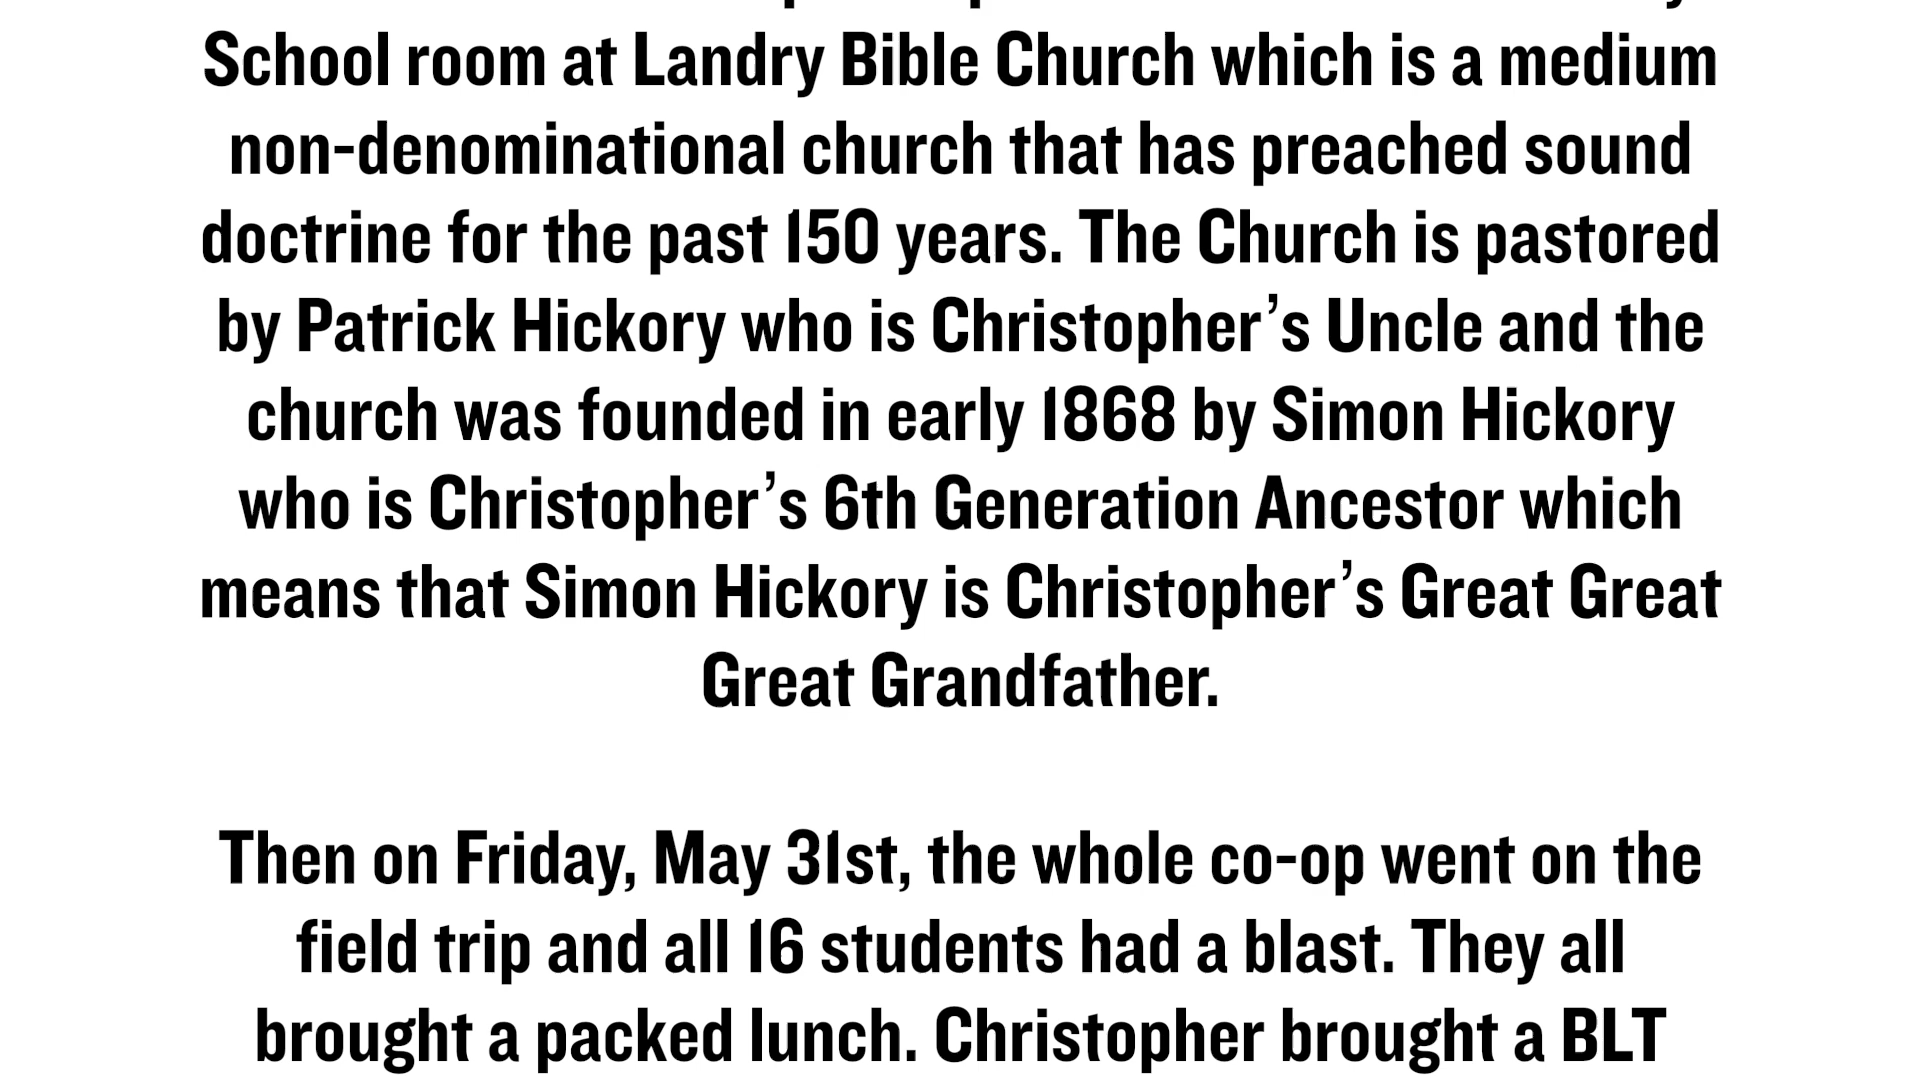 School room at Landry Bible Church which is a medium
non-denominational church that has preached sound
doctrine for the past 150 years. The Church is pastored
by Patrick Hickory who is Christopher’s Uncle and the
church was founded in early 1868 by Simon Hickory
who is Christopher’s 6th Generation Ancestor which
means that Simon Hickory is Christopher’s Great Great
Great Grandfather.
Then on Friday, May 31st, the whole co-op went on the
field trip and all 16 students had a blast. They all
brought a packed lunch. Christopher brought a BLT